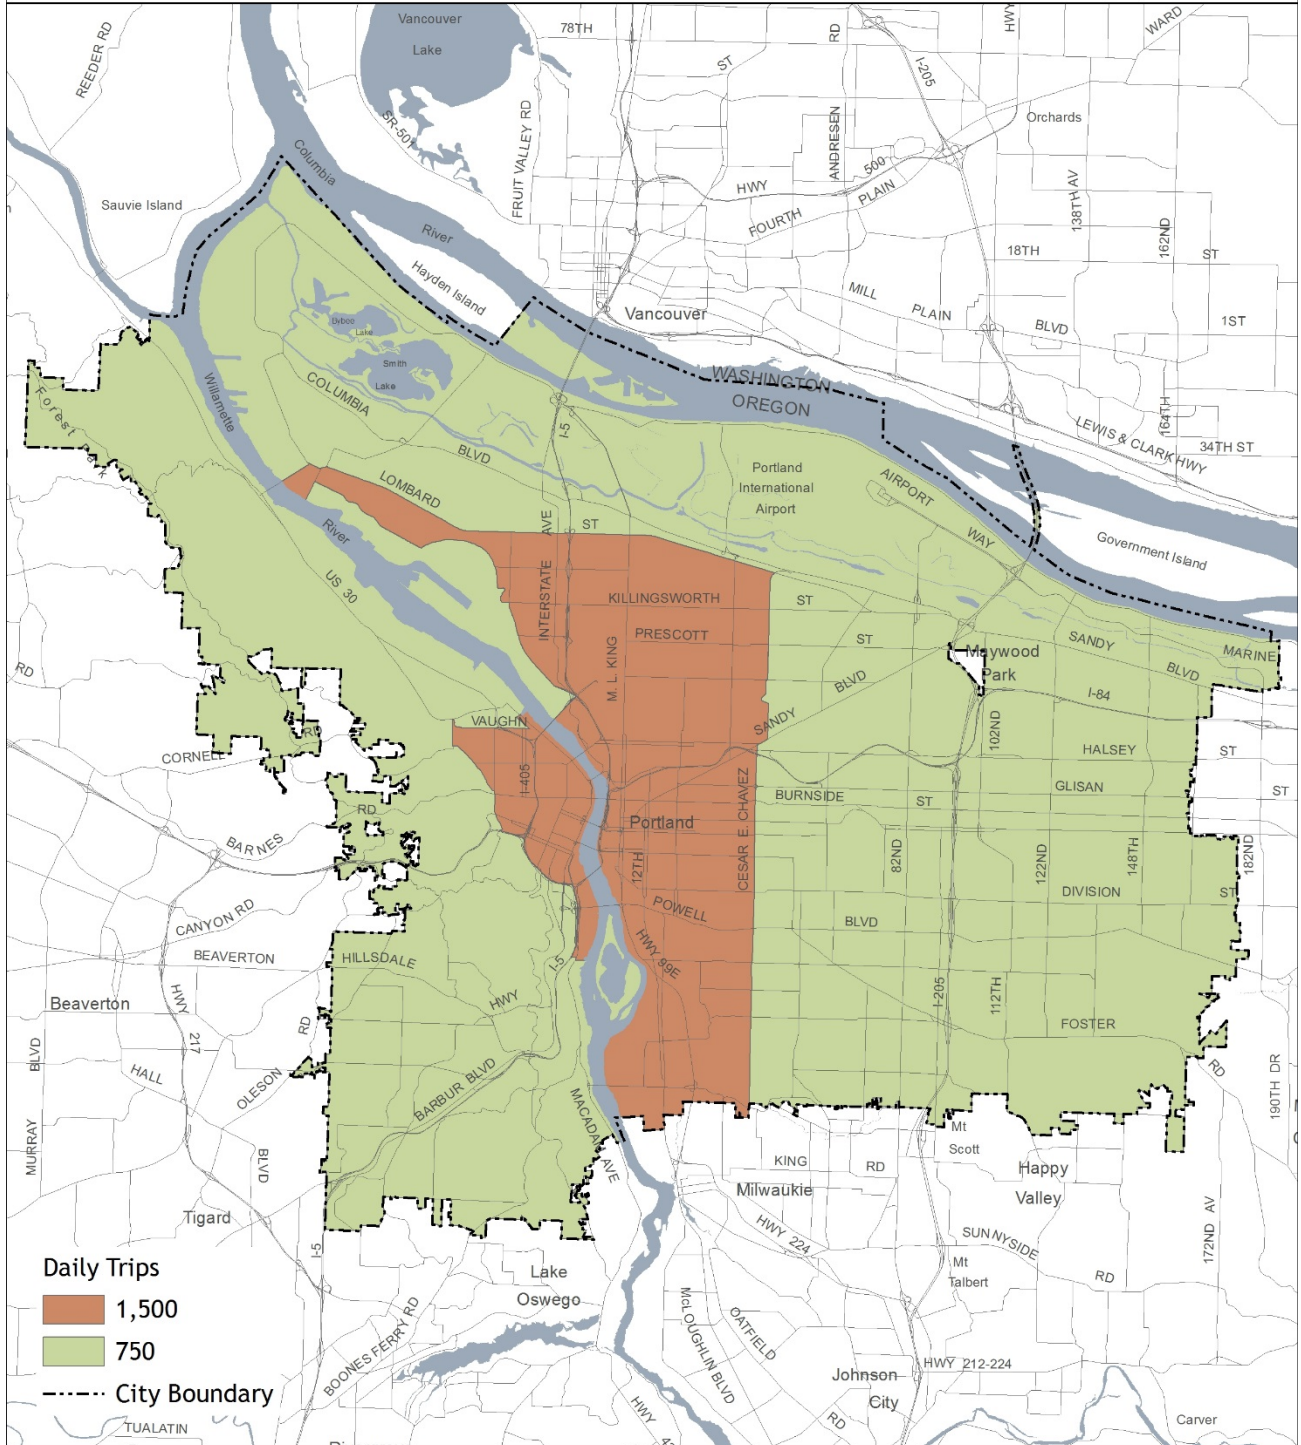 Vancouver
Lake
78TH
RD
HWY
WARD
REEDER RD
ST
I-205
SR-501
FRUIT VALLEY RD
ANDRESEN
Orchards
Columbia
500
HWY
PLAIN
FOURTH
138TH AV
162ND
Sauvie Island
River
18TH
ST
Hayden Island
MILL
PLAIN
BLVD
1ST
Vancouver
Bybee
Lake
Smith
Lake
WASHINGTON
OREGON
Willamette
COLUMBIA
BLVD
I-5
164TH
LEWIS & CLARK HWY
34TH ST
Forest Park
LOMBARD
ST
Portland
International
Airport
AIRPORT
WAY
Government Island
River
US 30
INTERSTATE AVE
KILLINGSWORTH
ST
PRESCOTT
ST
M. L. KING
SANDY
BLVD
MARINE
Maywood
Park
RD
BLVD
I-84
SANDY
VAUGHN
RD
CORNELL
I-405
102ND
HALSEY
ST
GLISAN
ST
CESAR E. CHAVEZ
BURNSIDE
ST
RD
Portland
BARNES
12TH
82ND
122ND
148TH
182ND
CANYON RD
POWELL
DIVISION
ST
BLVD
BEAVERTON
HILLSDALE
HWY
I-5
HWY 99E
Beaverton
HWY
217
I-205
112TH
FOSTER
RD
RD
BLVD
MURRAY
HALL
BLVD
OLESON
BARBUR BLVD
MACADAM AVE
190TH DR
Mt
Scott
KING
RD
Happy
Valley
Milwaukie
Tigard
I-5
HWY 224
SUNNYSIDE
RD
172ND AV
Mt
Talbert
Lake
Oswego
McLOUGHLIN BLVD
OATFIELD
RD
BOONES FERRY RD
HWY 212-224
Johnson
City
HWY
Carver
TUALATIN
Daily Trips
1,500
750
City Boundary